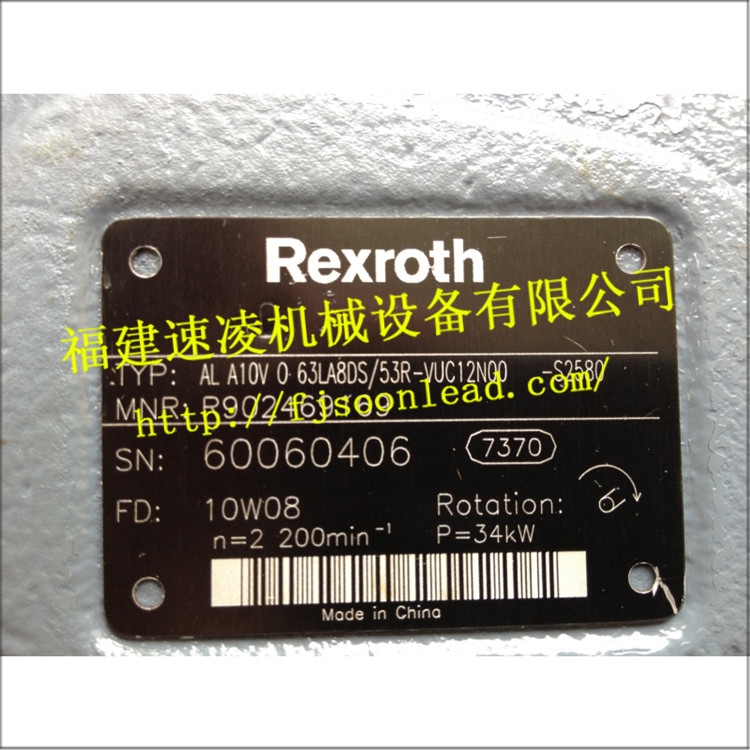 Rexroth
福建速凌机械设备有限公司
TYP: AL A10V O 63LA8DS/53R-VUC12N00 -S2580
MNR:
http://fjsoonlead.com/
SN: 60060406 7370
FD: 10W08 Rotation:
n=2 200min⁻¹ P=34kW
Made in China